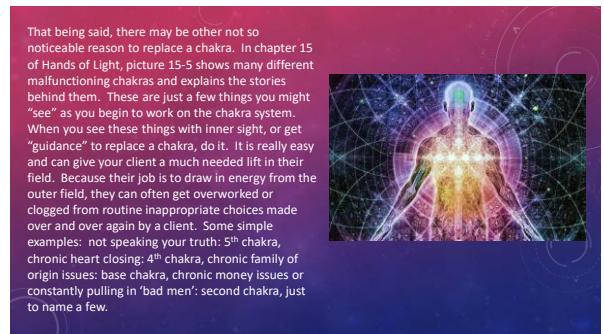 That being said, there may be other not so
noticeable reason to replace a chakra.  In chapter 15
of Hands of Light, picture 15-5 shows many different
malfunctioning chakras and explains the stories
behind them.  These are just a few things you might
“see” as you begin to work on the chakra system.
When you see these things with inner sight, or get
“guidance” to replace a chakra, do it.  It is really easy
and can give your client a much needed lift in their
field.  Because their job is to draw in energy from the
outer field, they can often get overworked or
clogged from routine inappropriate choices made
over and over again by a client.  Some simple
examples:  not speaking your truth: 5th chakra,
chronic heart closing: 4th chakra, chronic family of
origin issues: base chakra, chronic money issues or
constantly pulling in ‘bad men’: second chakra, just
to name a few.